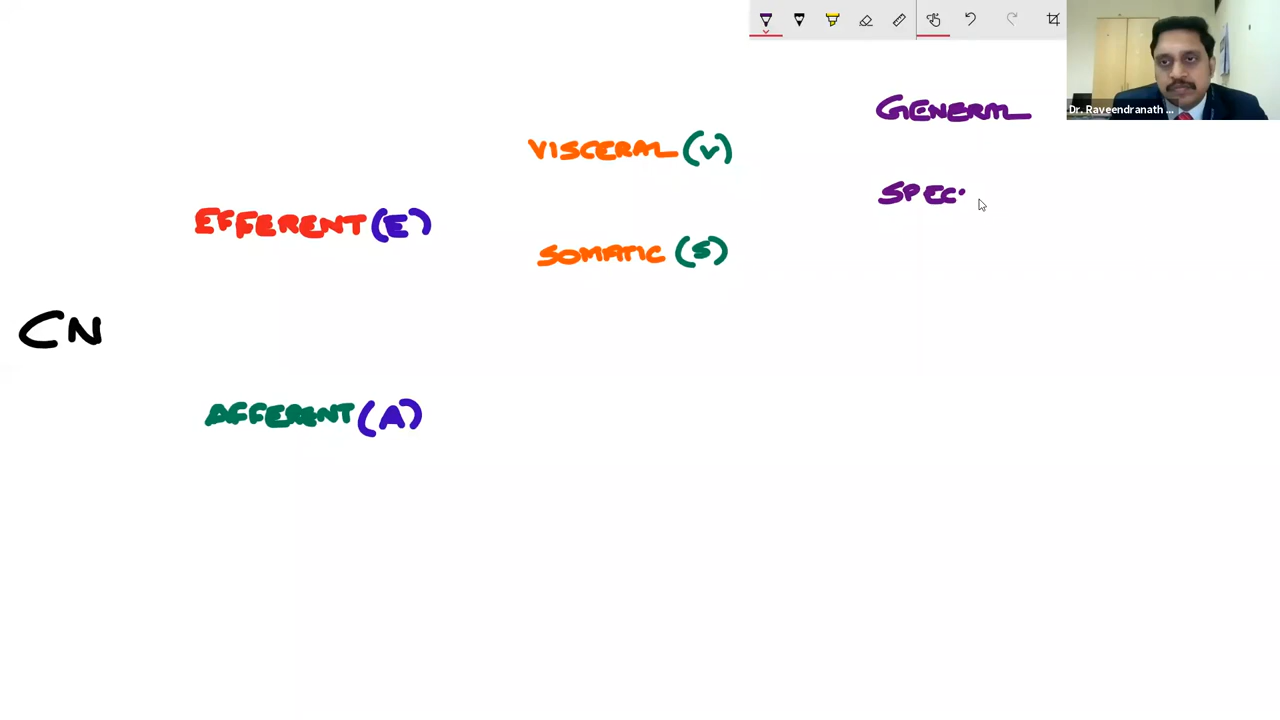 Dr. Raveendranath ...
GENERAL
VISCERAL (V)
SPEC
EFFERENT (E)
SOMATIC (S)
CN
AFFERENT (A)